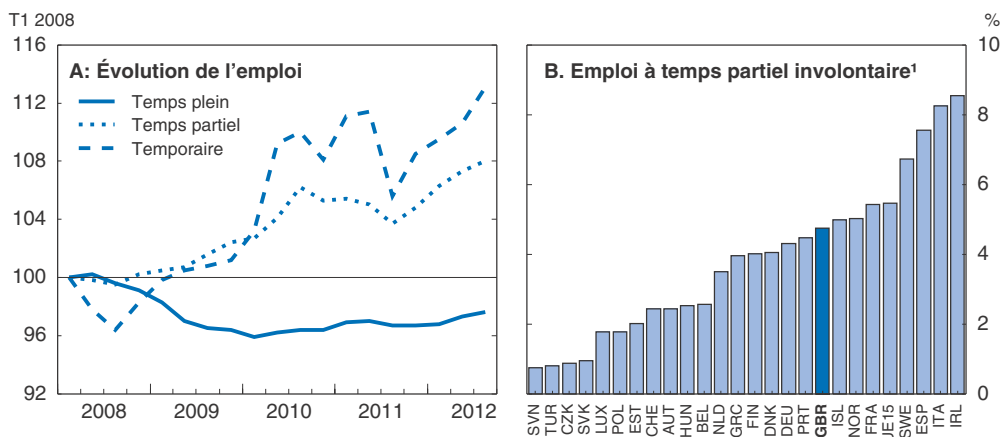 T1 2008
116
112
108
104
100
96
92
A: Évolution de l'emploi
Temps plein
Temps partiel
Temporaire
2008 2009 2010 2011 2012
%
10
8
6
4
2
0
B. Emploi à temps partiel involontaire¹
SVN TUR CZK SVK LUX POL EST CHE AUT HUN BEL NLD GRC FIN DNK DEU PRT GBR ISL NOR FRA JE15 SWE ESP ITA IRL